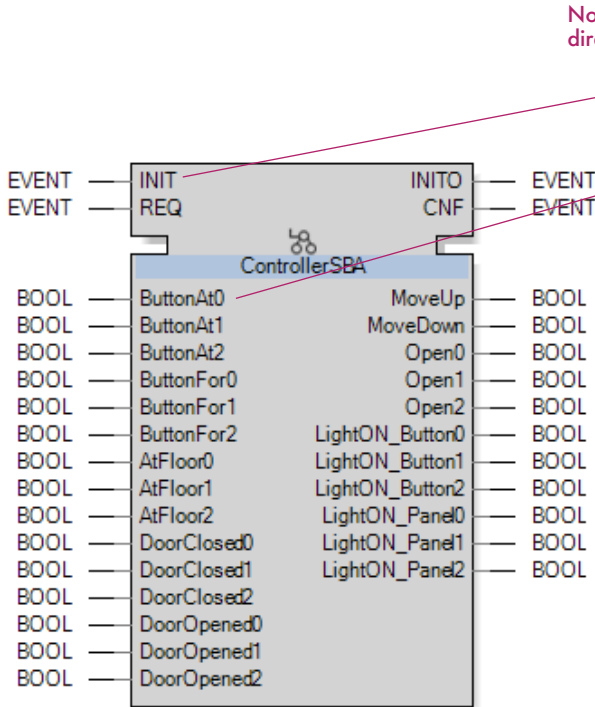 No
dire
EVENT INIT INITO EVENT
EVENT REQ CNF EVENT
ControllerSBA
BOOL ButtonAt0 MoveUp BOOL
BOOL ButtonAt1 MoveDown BOOL
BOOL ButtonAt2 Open0 BOOL
BOOL ButtonFor0 Open1 BOOL
BOOL ButtonFor1 Open2 BOOL
BOOL ButtonFor2 LightON_Button0 BOOL
BOOL AtFloor0 LightON_Button1 BOOL
BOOL AtFloor1 LightON_Button2 BOOL
BOOL AtFloor2 LightON_Panel0 BOOL
BOOL DoorClosed0 LightON_Panel1 BOOL
BOOL DoorClosed1 LightON_Panel2 BOOL
BOOL DoorClosed2
BOOL DoorOpened0
BOOL DoorOpened1
BOOL DoorOpened2